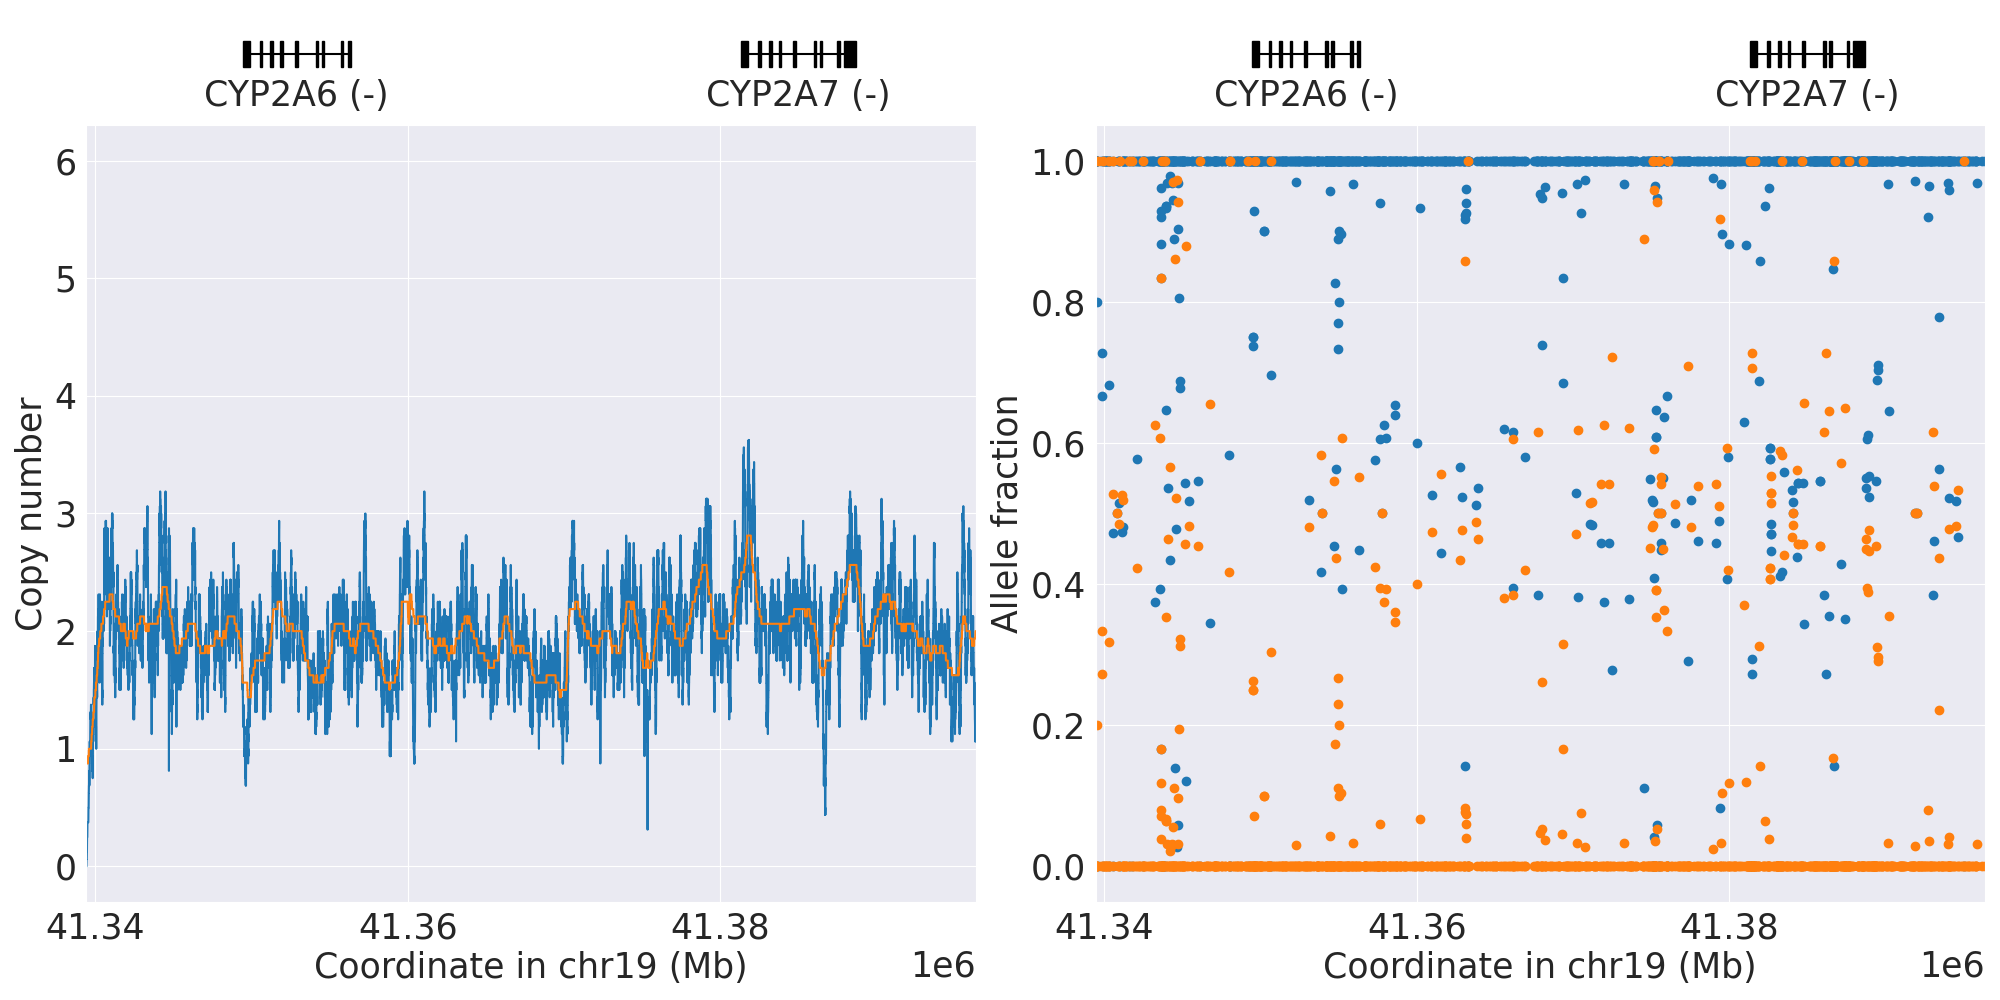 CYP2A6 (-)
CYP2A7 (-)
Copy number
6
5
4
3
2
1
0
41.34
41.36
41.38
Coordinate in chr19 (Mb)
1e6
CYP2A6 (-)
CYP2A7 (-)
Allele fraction
1.0
0.8
0.6
0.4
0.2
0.0
41.34
41.36
41.38
Coordinate in chr19 (Mb)
1e6